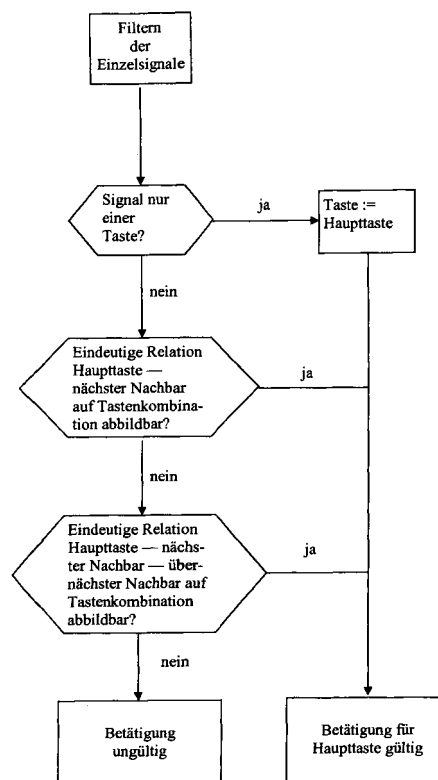 Filtern
der
Einzelsignale
Signal nur
einer
Taste?
ja
Taste :=
Haupttaste
nein
Eindeutige Relation
Haupttaste —
nächster Nachbar
auf Tastenkombina-
tion abbildbar?
ja
nein
Eindeutige Relation
Haupttaste — nächs-
ter Nachbar — über-
nächster Nachbar auf
Tastenkombination
abbildbar?
ja
nein
Betätigung
ungültig
Betätigung für
Haupttaste gültig